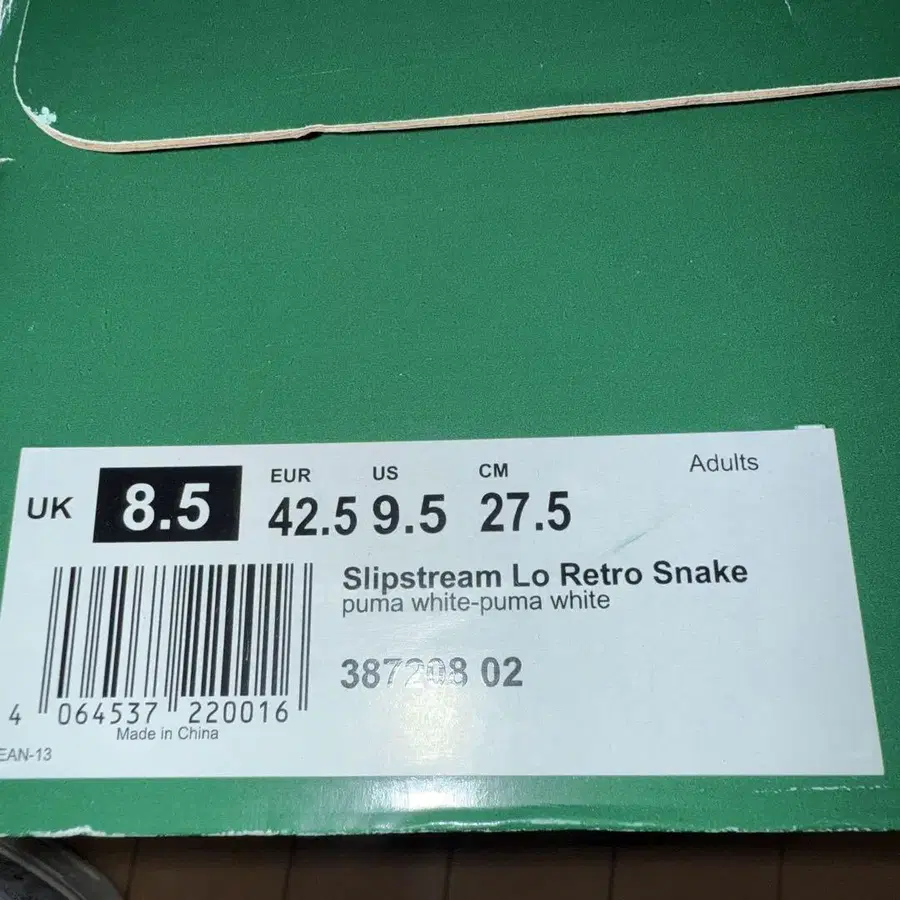 Adults
EUR US CM
UK 8.5 42.5 9.5 27.5
Slipstream Lo Retro Snake
puma white-puma white
387208 02
4 064537 220016
Made in China
EAN-13